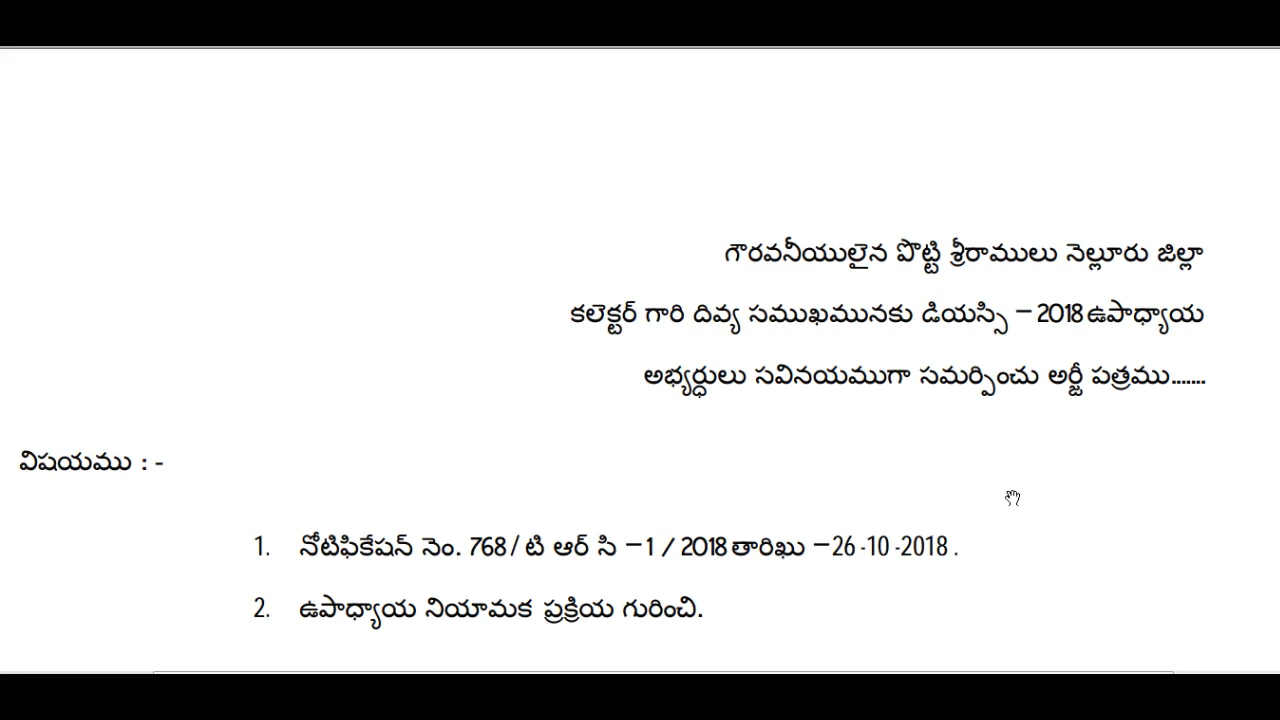 గౌరవనీయులైన పొట్టి శ్రీరాములు నెల్లూరు జిల్లా
కలెక్టర్ గారి దివ్య సముఖమునకు డియస్సి – 2018 ఉపాధ్యాయ
అభ్యర్ధులు సవినయముగా సమర్పించు అర్జీ పత్రము.......
విషయము : -
1. నోటిఫికేషన్ నెం. 768 / టి ఆర్ సి – 1 / 2018 తారిఖు – 26 -10 -2018 .
2. ఉపాధ్యాయ నియామక ప్రక్రియ గురించి.